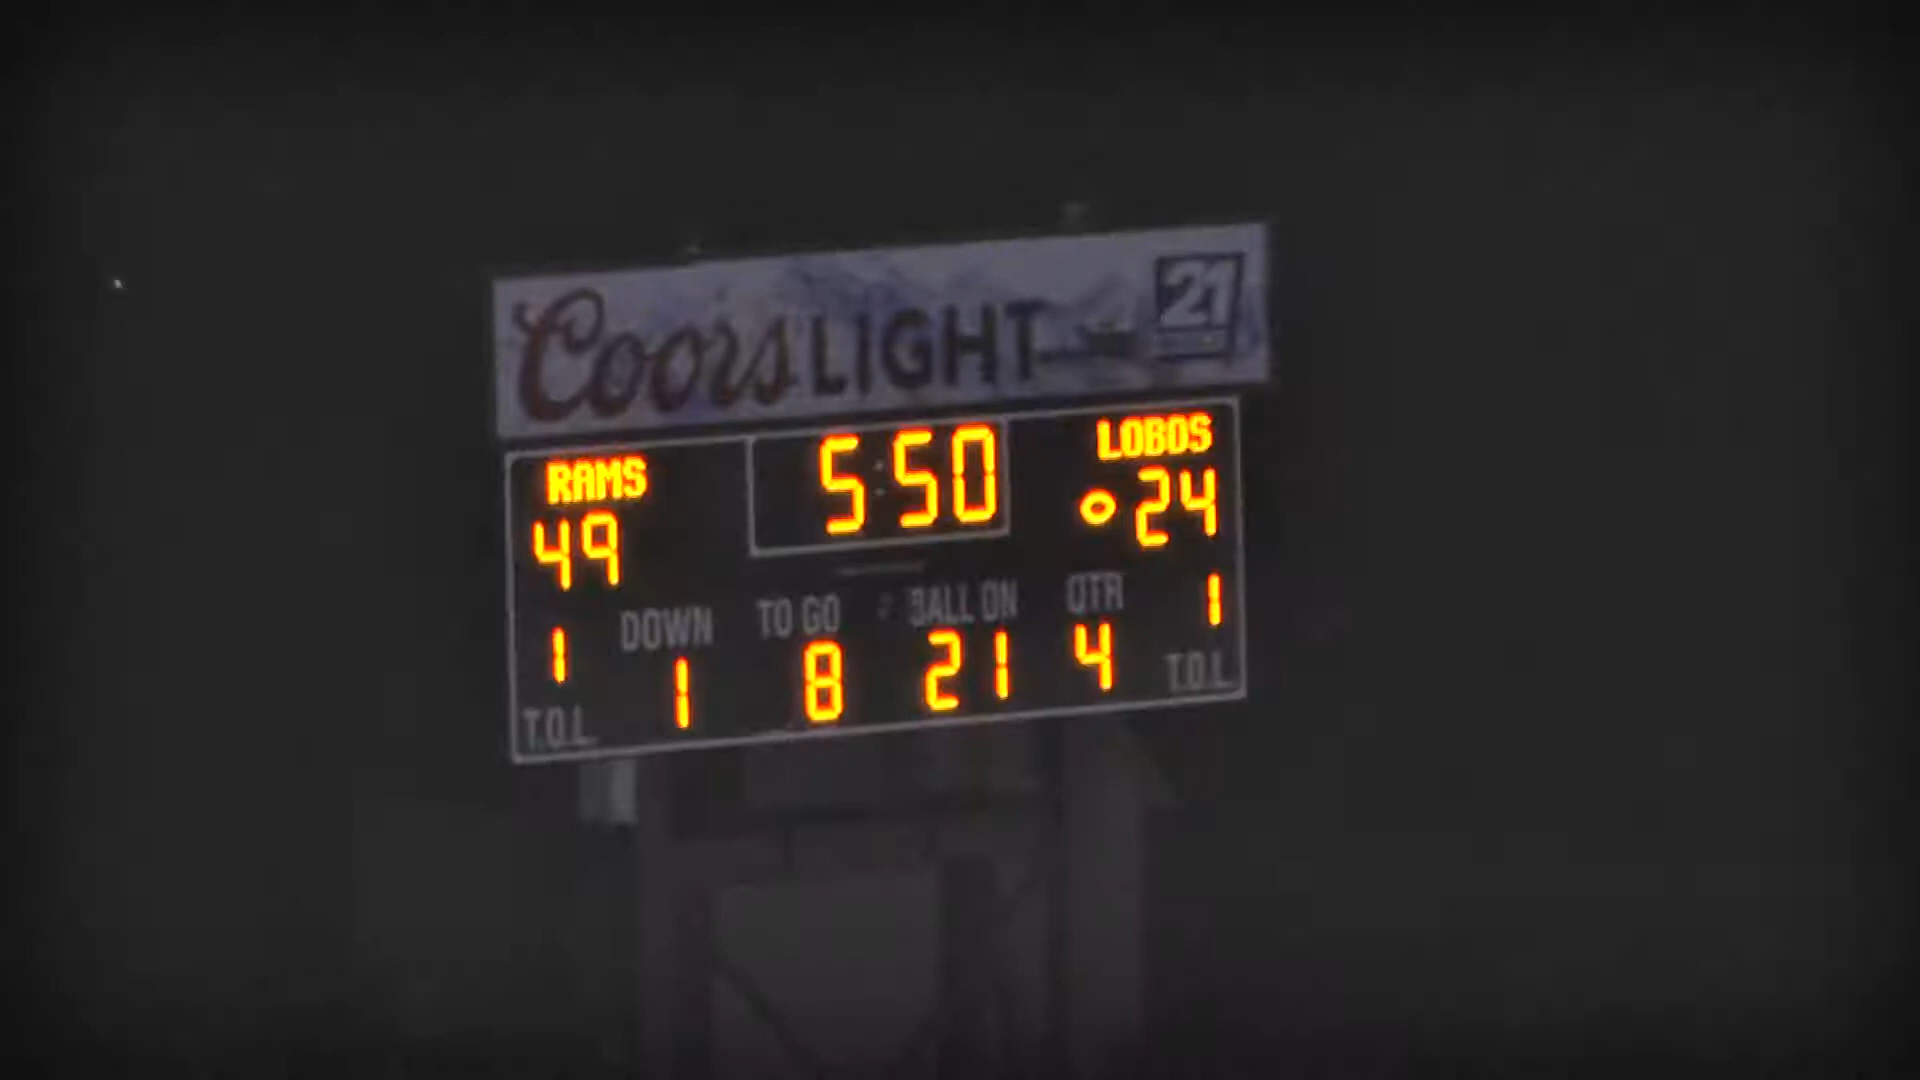 Coors LIGHT 21
RAMS 5:50 LOBOS
49 24
DOWN TO GO BALL ON QTR
1 1 8 21 4 1
T.O.L. T.O.L.